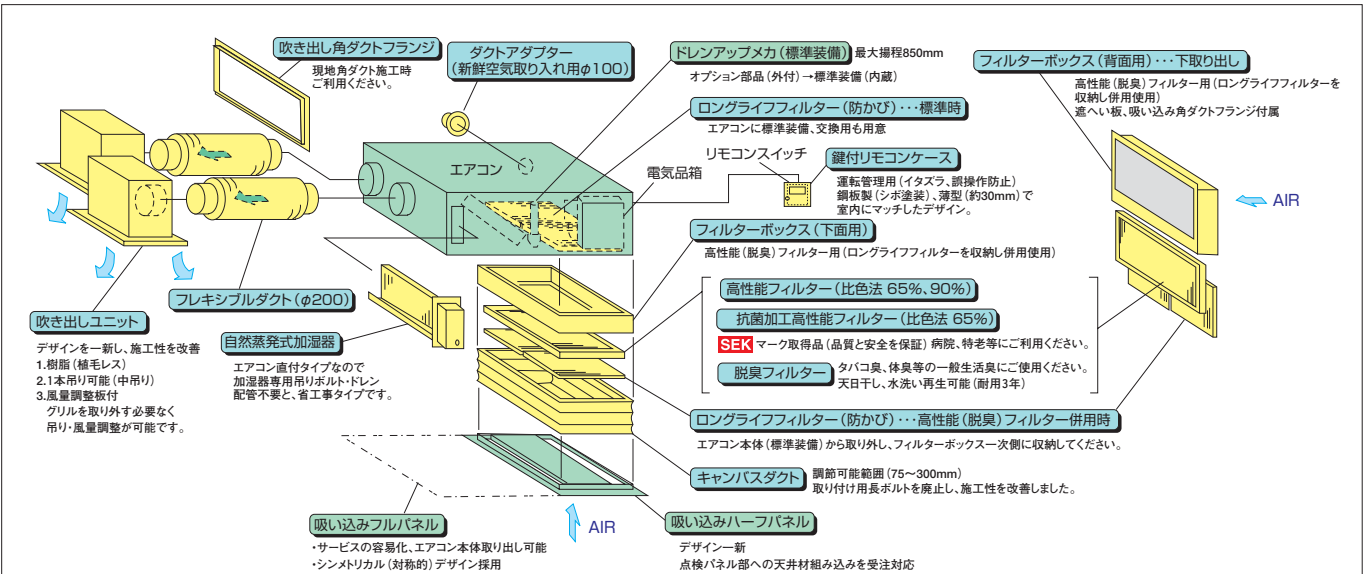 吹き出し角ダクトフランジ
現地角ダクト施工時
ご利用ください。
ダクトアダプター
(新鮮空気取り入れ用φ100)
ドレンアップメカ(標準装備) 最大揚程850mm
オプション部品(外付)→標準装備(内蔵)
ロングライフフィルター(防かび)･･･標準時
エアコンに標準装備、交換用も用意
フィルターボックス(背面用)･･･下取り出し
高性能(脱臭)フィルター用(ロングライフフィルターを
収納し併用使用)
遮へい板、吸い込み角ダクトフランジ付属
エアコン
電気品箱
リモコンスイッチ
鍵付リモコンケース
運転管理用(イタズラ、誤操作防止)
鋼板製(シボ塗装)、薄型(約30mm)で
室内にマッチしたデザイン。
AIR
フィルターボックス(下面用)
高性能(脱臭)フィルター用(ロングライフフィルターを収納し併用使用)
フレキシブルダクト(φ200)
高性能フィルター(比色法 65%、90%)
抗菌加工高性能フィルター(比色法 65%)
SEK マーク取得品(品質と安全を保証)病院、特老等にご利用ください。
脱臭フィルター タバコ臭、体臭等の一般生活臭にご使用ください。
天日干し、水洗い再生可能(耐用3年)
吹き出しユニット
デザインを一新し、施工性を改善
1.樹脂(植毛レス)
2.1本吊り可能(中吊り)
3.風量調整板付
グリルを取り外す必要なく
吊り・風量調整が可能です。
自然蒸発式加湿器
エアコン直付タイプなので
加湿器専用吊りボルト・ドレン
配管不要と、省工事タイプです。
ロングライフフィルター(防かび)･･･高性能(脱臭)フィルター併用時
エアコン本体(標準装備)から取り外し、フィルターボックス一次側に収納してください。
キャンバスダクト 調節可能範囲(75〜300mm)
取り付け用長ボルトを廃止し、施工性を改善しました。
吸い込みフルパネル
・サービスの容易化、エアコン本体取り出し可能
・シンメトリカル(対称的)デザイン採用
AIR
吸い込みハーフパネル
デザイン一新
点検パネル部への天井材組み込みを受注対応